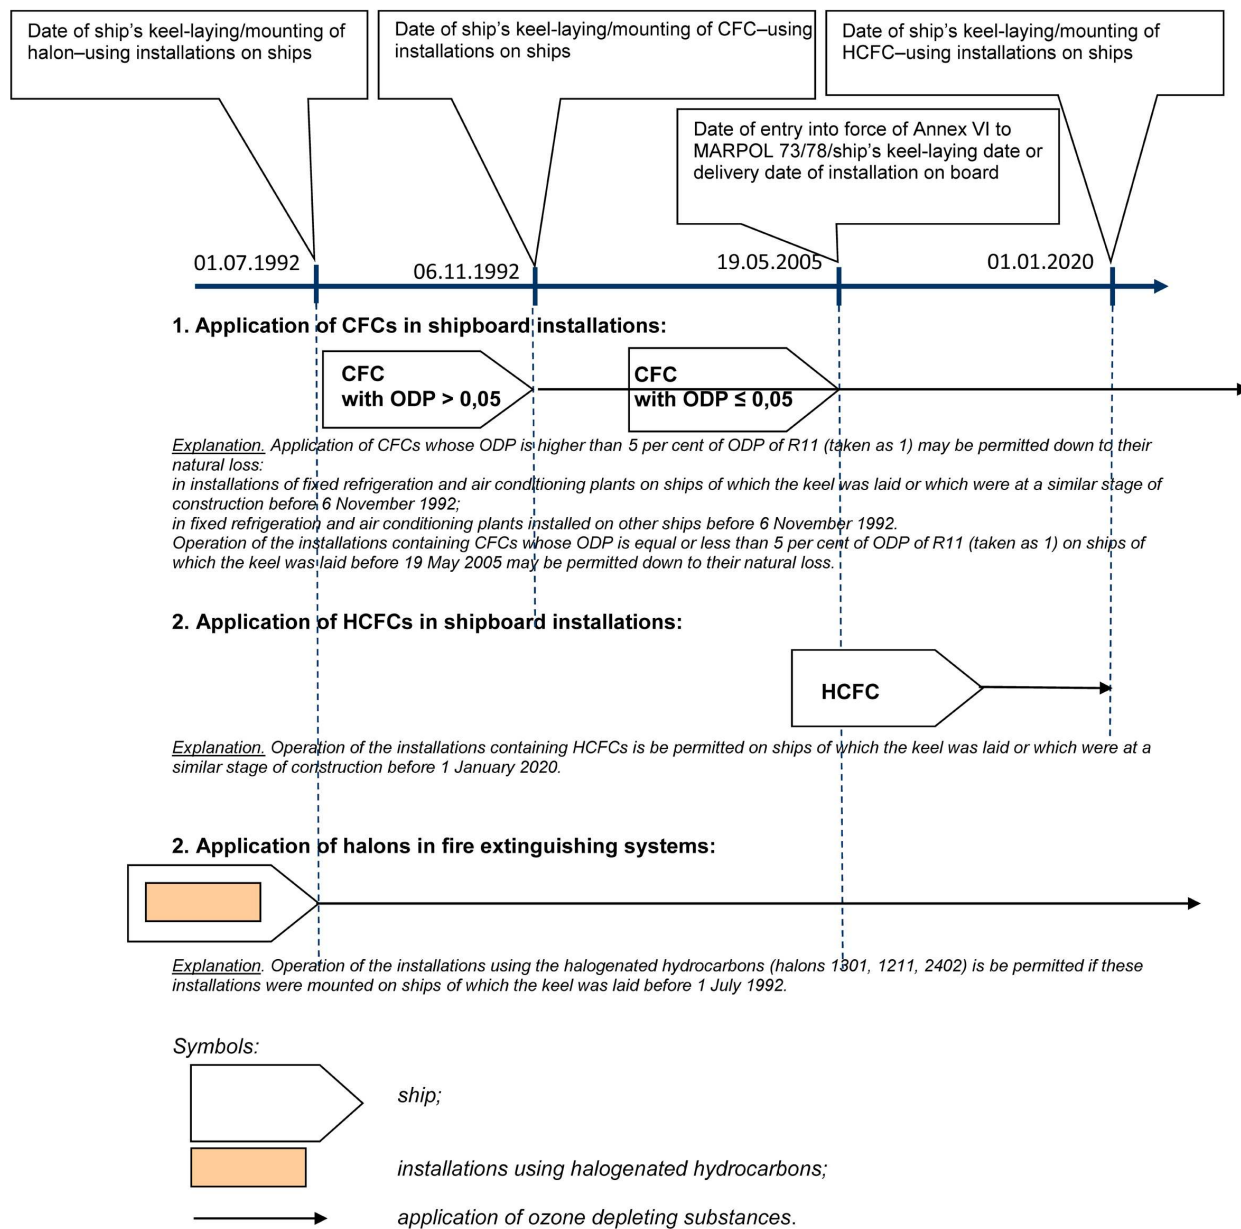 Date of ship's keel-laying/mounting of
halon–using installations on ships
Date of ship's keel-laying/mounting of CFC–using
installations on ships
Date of ship's keel-laying/mounting of
HCFC–using installations on ships
Date of entry into force of Annex VI to
MARPOL 73/78/ship's keel-laying date or
delivery date of installation on board
01.07.1992
06.11.1992
19.05.2005
01.01.2020
1. Application of CFCs in shipboard installations:
CFC
with ODP > 0,05
CFC
with ODP ≤ 0,05
Explanation. Application of CFCs whose ODP is higher than 5 per cent of ODP of R11 (taken as 1) may be permitted down to their
natural loss:
in installations of fixed refrigeration and air conditioning plants on ships of which the keel was laid or which were at a similar stage of
construction before 6 November 1992;
in fixed refrigeration and air conditioning plants installed on other ships before 6 November 1992.
Operation of the installations containing CFCs whose ODP is equal or less than 5 per cent of ODP of R11 (taken as 1) on ships of
which the keel was laid before 19 May 2005 may be permitted down to their natural loss.
2. Application of HCFCs in shipboard installations:
HCFC
Explanation. Operation of the installations containing HCFCs is be permitted on ships of which the keel was laid or which were at a
similar stage of construction before 1 January 2020.
2. Application of halons in fire extinguishing systems:
Explanation. Operation of the installations using the halogenated hydrocarbons (halons 1301, 1211, 2402) is be permitted if these
installations were mounted on ships of which the keel was laid before 1 July 1992.
Symbols:
ship;
installations using halogenated hydrocarbons;
application of ozone depleting substances.